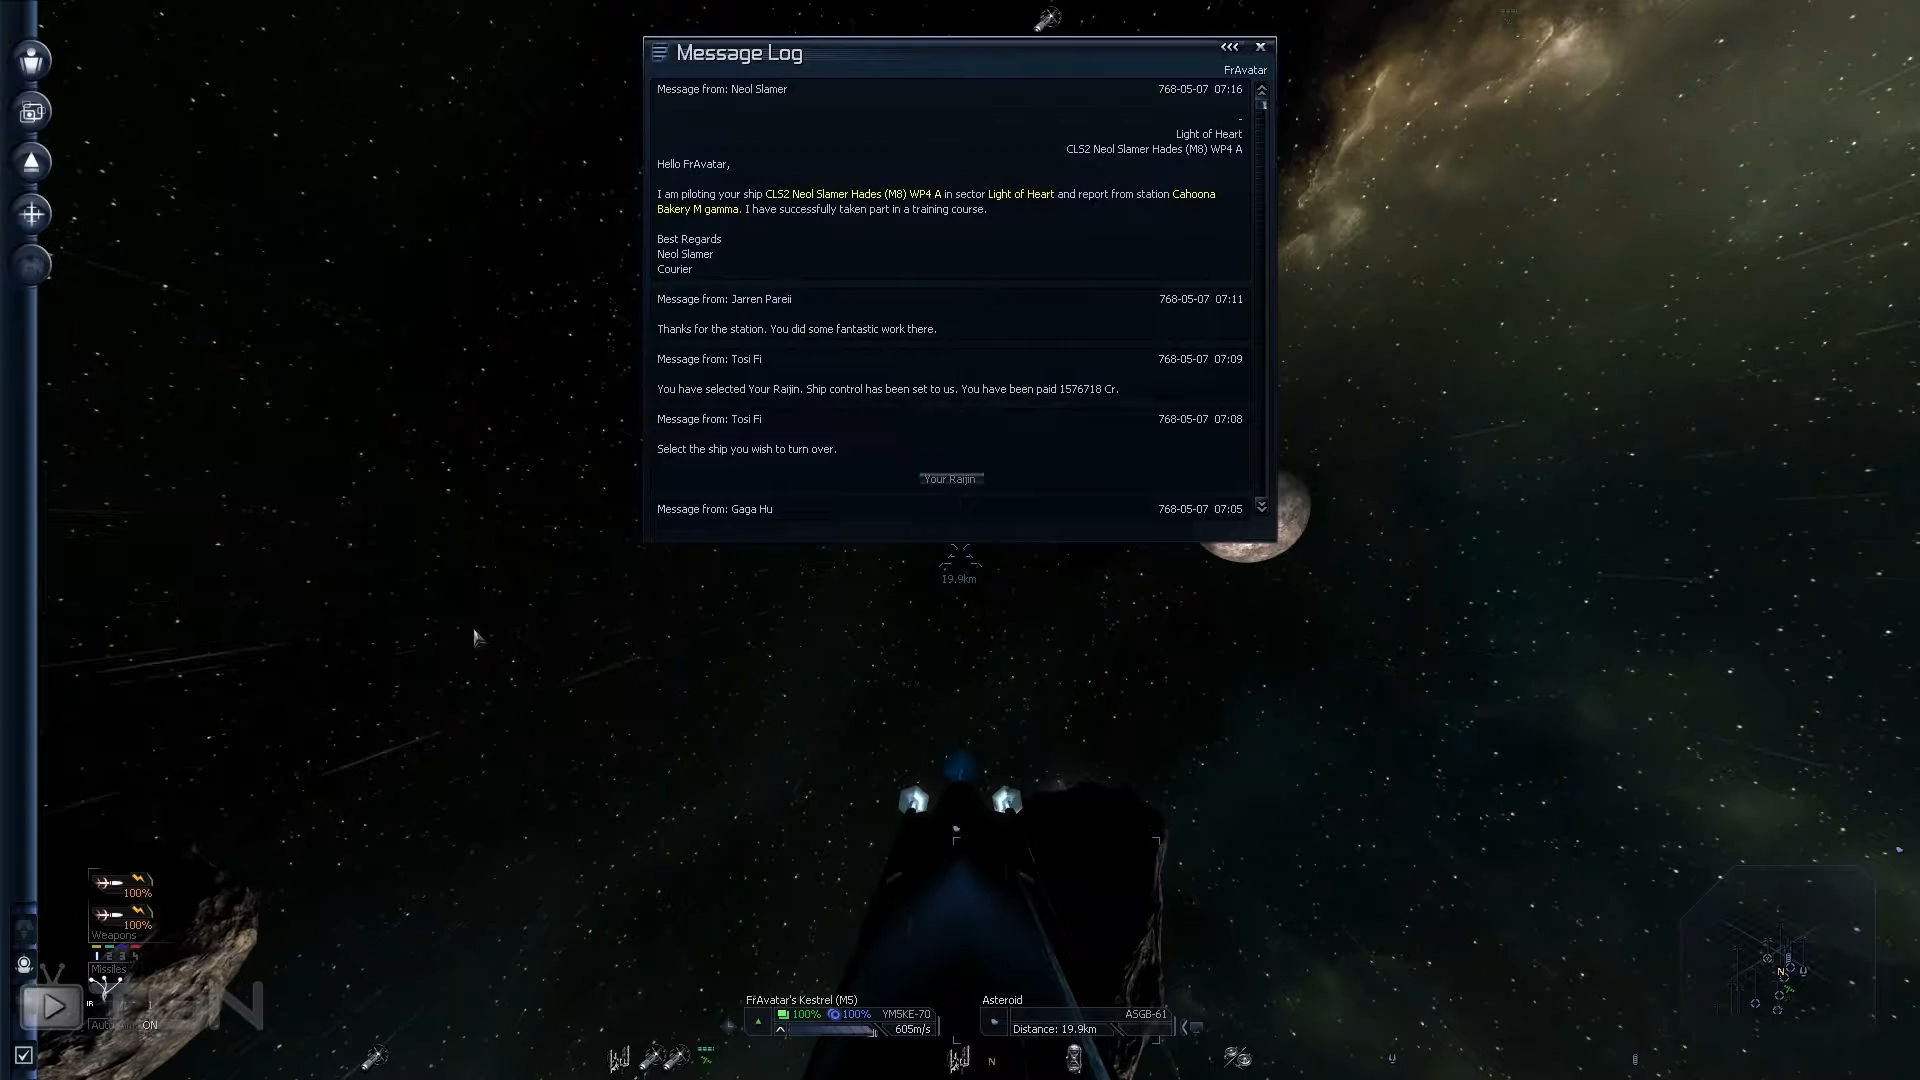 Message Log
FrAvatar
Message from: Neol Slamer 768-05-07 07:16
-
Light of Heart
CLS2 Neol Slamer Hades (M8) WP4 A
Hello FrAvatar,
I am piloting your ship CLS2 Neol Slamer Hades (M8) WP4 A in sector Light of Heart and report from station Cahoona
Bakery M gamma. I have successfully taken part in a training course.
Best Regards
Neol Slamer
Courier
Message from: Jarren Pareii 768-05-07 07:11
Thanks for the station. You did some fantastic work there.
Message from: Tosi Fi 768-05-07 07:09
You have selected Your Raijin. Ship control has been set to us. You have been paid 1576718 Cr.
Message from: Tosi Fi 768-05-07 07:08
Select the ship you wish to turn over.
Your Raijin
Message from: Gaga Hu 768-05-07 07:05
19.9km
100%
100%
Weapons
1 2 3 4
Missiles
IR 1
ON
FrAvatar's Kestrel (M5)
100% 100% YM5KE-70
605m/s
Asteroid
ASGB-61
Distance: 19.9km
N
N